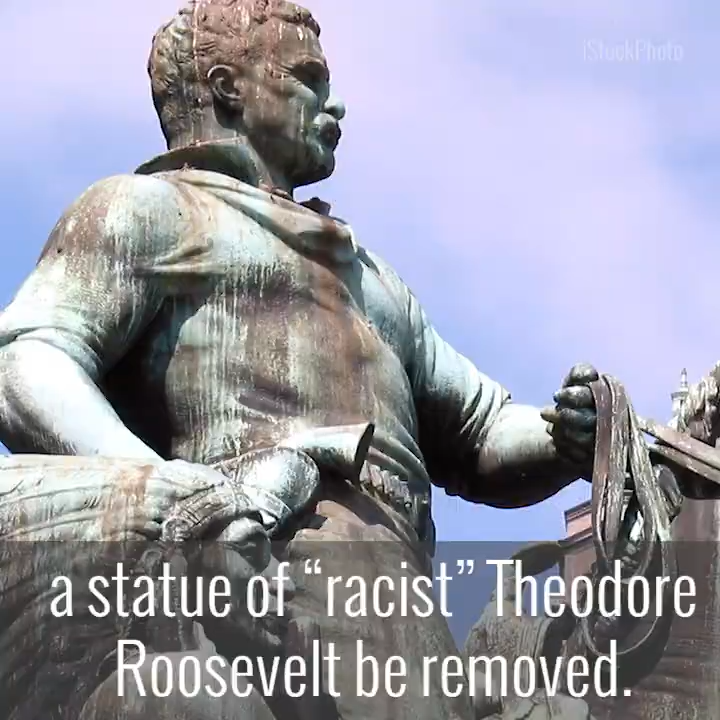 iStockPhoto
a statue of “racist” Theodore
Roosevelt be removed.